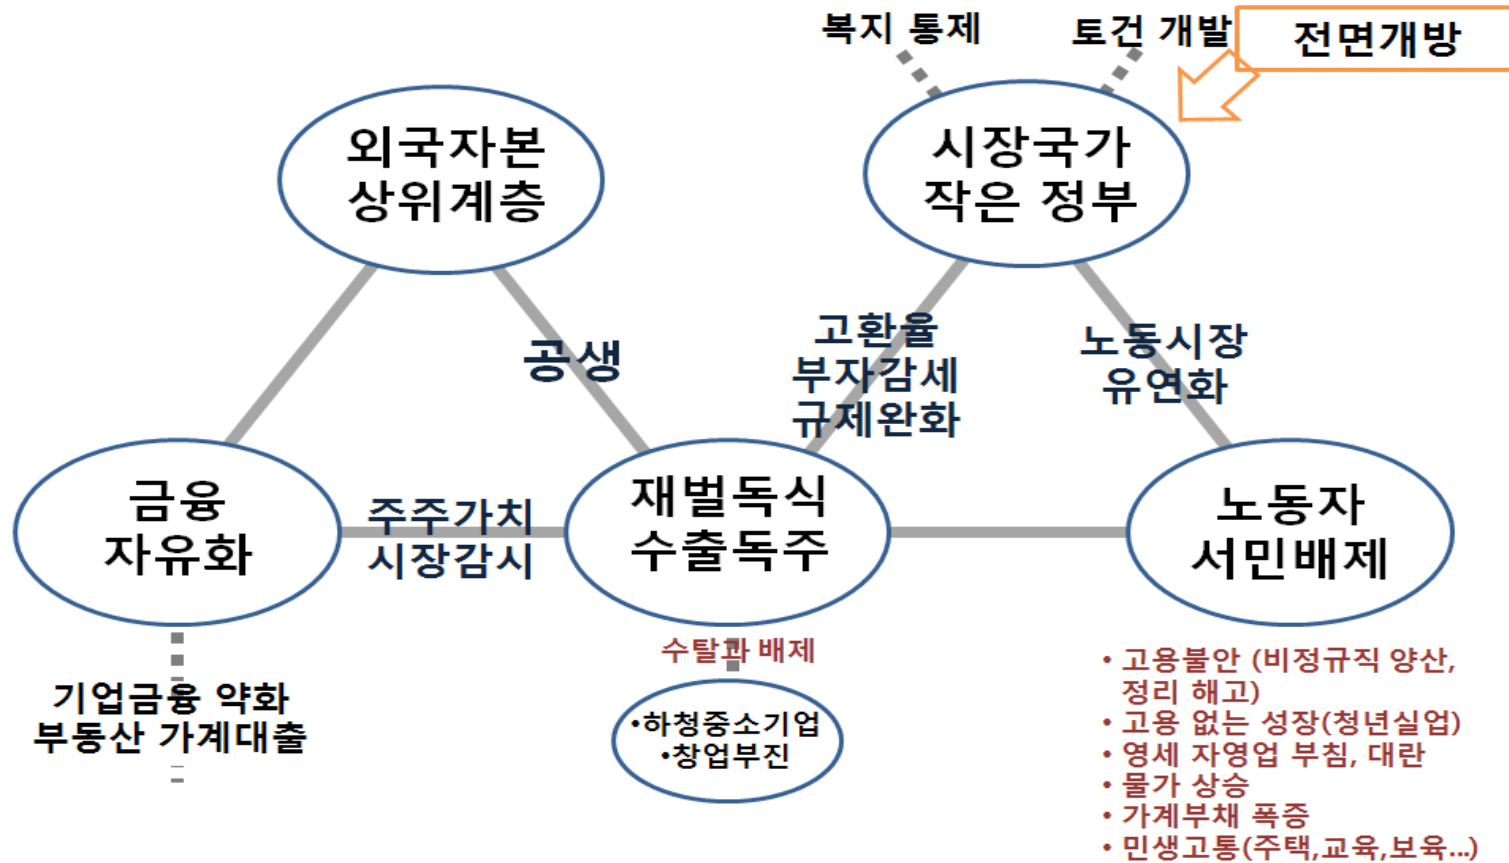 복지 통제
토건 개발
전면개방
외국자본
상위계층
시장국가
작은 정부
공생
고환율
부자감세
규제완화
노동시장
유연화
금융
자유화
주주가치
시장감시
재벌독식
수출독주
노동자
서민배제
기업금융 약화
부동산 가계대출
수탈과 배제
•하청중소기업
•창업부진
• 고용불안 (비정규직 양산,
정리 해고)
• 고용 없는 성장(청년실업)
• 영세 자영업 부침, 대란
• 물가 상승
• 가계부채 폭증
• 민생고통(주택,교육,보육...)